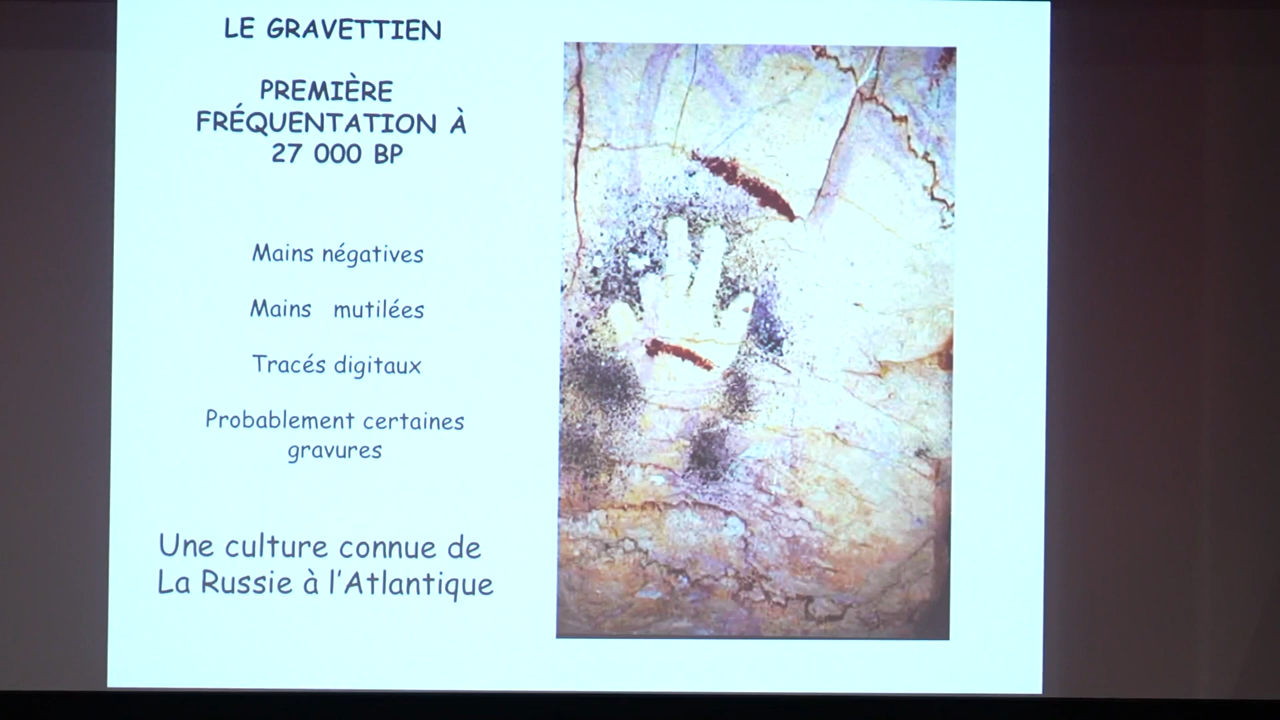 LE GRAVETTIEN
PREMIÈRE
FRÉQUENTATION À
27 000 BP
Mains négatives
Mains mutilées
Tracés digitaux
Probablement certaines
gravures
Une culture connue de
La Russie à l'Atlantique